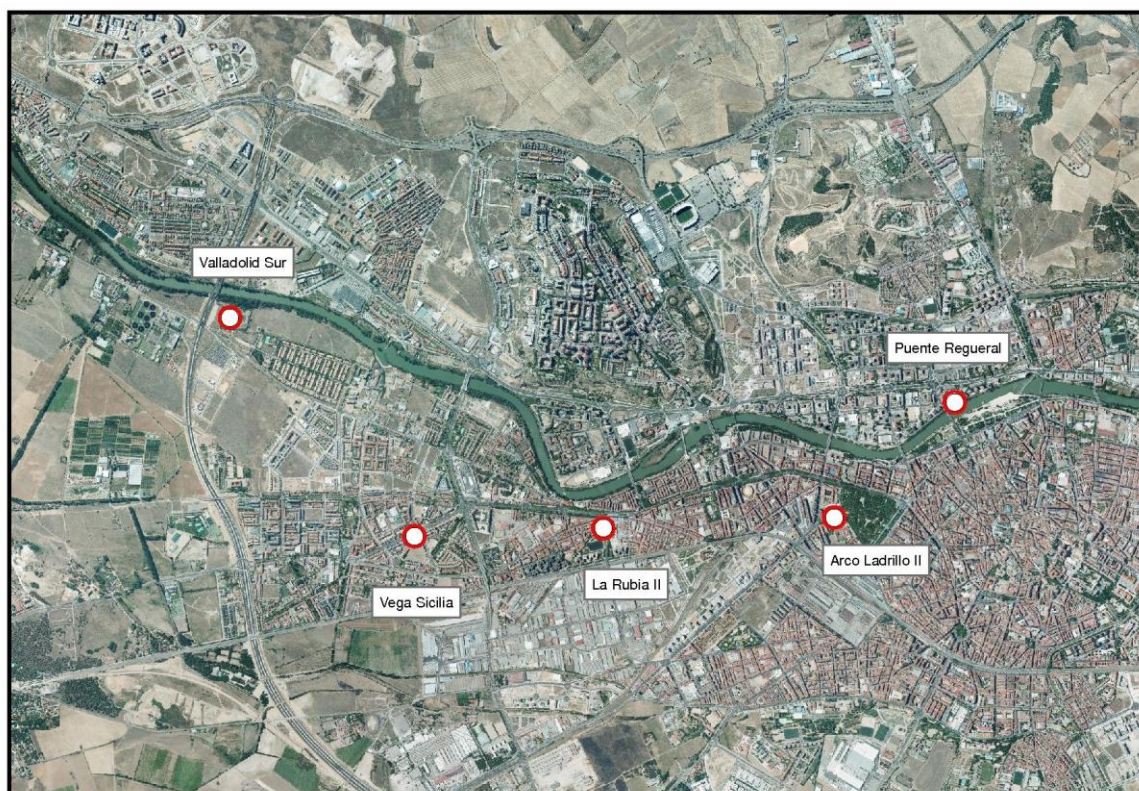 Valladolid Sur
Puente Regueral
Vega Sicilia
La Rubia II
Arco Ladrillo II